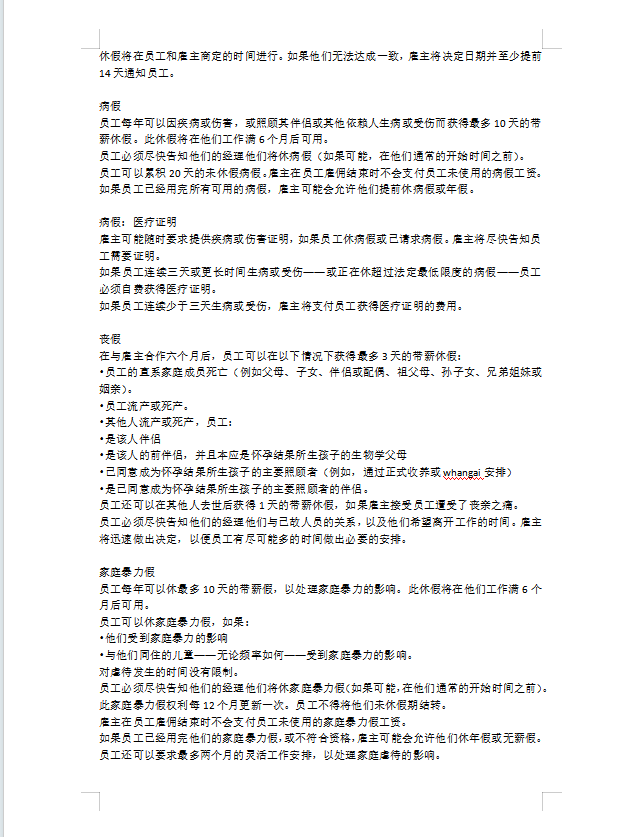 休假将在员工和雇主商定的时间进行。如果他们无法达成一致，雇主将决定日期并至少提前
14 天通知员工。
病假
员工每年可以因疾病或伤害，或照顾其伴侣或其他依赖人生病或受伤而获得最多 10 天的带
薪休假。此休假将在他们工作满 6 个月后可用。
员工必须尽快告知他们的经理他们将休病假（如果可能，在他们通常的开始时间之前）。
员工可以累积 20 天的未休假病假。雇主在员工雇佣结束时不会支付员工未使用的病假工资。
如果员工已经用完所有可用的病假，雇主可能会允许他们提前休病假或年假。
病假：医疗证明
雇主可能随时要求提供疾病或伤害证明，如果员工休病假或已请求病假。雇主将尽快告知员
工需要证明。
如果员工连续三天或更长时间生病或受伤——或正在休超过法定最低限度的病假——员工
必须自费获得医疗证明。
如果员工连续少于三天生病或受伤，雇主将支付员工获得医疗证明的费用。
丧假
在与雇主合作六个月后，员工可以在以下情况下获得最多 3 天的带薪休假：
•员工的直系家庭成员死亡（例如父母、子女、伴侣或配偶、祖父母、孙子女、兄弟姐妹或
姻亲）。
•员工流产或死产。
•其他人流产或死产，员工：
•是该人伴侣
•是该人的前伴侣，并且本应是怀孕结果所生孩子的生物学父母
•已同意成为怀孕结果所生孩子的主要照顾者（例如，通过正式收养或 whangai 安排）
•是已同意成为怀孕结果所生孩子的主要照顾者的伴侣。
员工还可以在其他人去世后获得 1 天的带薪休假，如果雇主接受员工遭受了丧亲之痛。
员工必须尽快告知他们的经理他们与已故人员的关系，以及他们希望离开工作的时间。雇主
将迅速做出决定，以便员工有尽可能多的时间做出必要的安排。
家庭暴力假
员工每年可以休最多 10 天的带薪假，以处理家庭暴力的影响。此休假将在他们工作满 6 个
月后可用。
员工可以休家庭暴力假，如果：
•他们受到家庭暴力的影响
•与他们同住的儿童——无论频率如何——受到家庭暴力的影响。
对虐待发生的时间没有限制。
员工必须尽快告知他们的经理他们将休家庭暴力假（如果可能，在他们通常的开始时间之前）。
此家庭暴力假权利每 12 个月更新一次。员工不得将他们未休假期结转。
雇主在员工雇佣结束时不会支付员工未使用的家庭暴力假工资。
如果员工已经用完他们的家庭暴力假，或不符合资格，雇主可能会允许他们休年假或无薪假。
员工还可以要求最多两个月的灵活工作安排，以处理家庭虐待的影响。